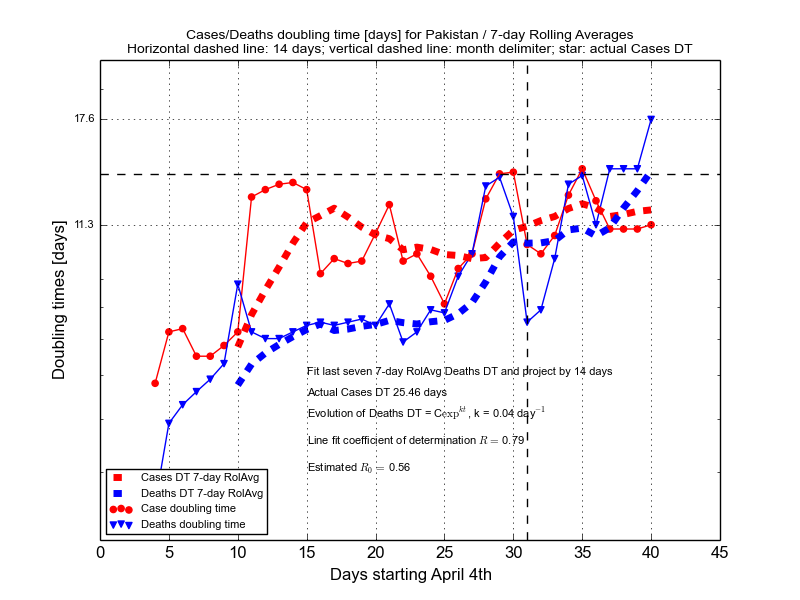 Cases/Deaths doubling time [days] for Pakistan / 7-day Rolling Averages
Horizontal dashed line: 14 days; vertical dashed line: month delimiter; star: actual Cases DT
17.6
11.3
Doubling times [days]
Fit last seven 7-day RolAvg Deaths DT and project by 14 days
Actual Cases DT 25.46 days
Evolution of Deaths DT = Cexp^{kt}, k = 0.04 day^{-1}
Line fit coefficient of determination R = 0.79
Estimated R_0 = 0.56
Cases DT 7-day RolAvg
Deaths DT 7-day RolAvg
Case doubling time
Deaths doubling time
0 5 10 15 20 25 30 35 40 45
Days starting April 4th